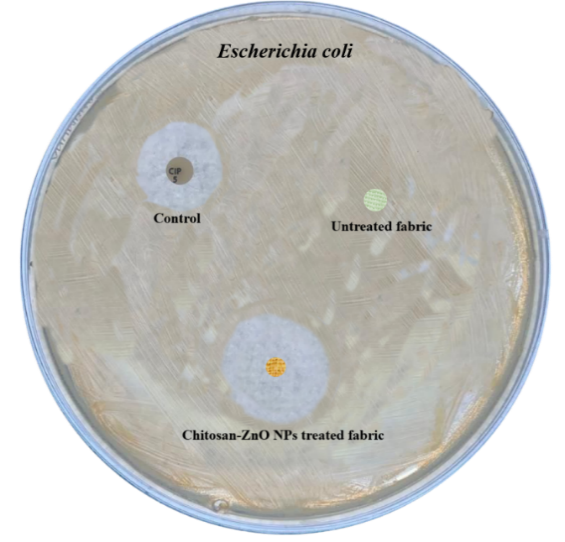 Escherichia coli
CIP
5
Control
Untreated fabric
Chitosan-ZnO NPs treated fabric